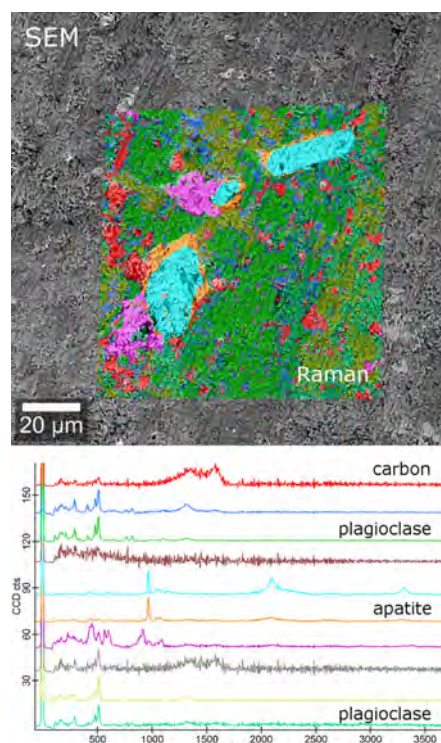 SEM
Raman
20 µm
carbon
plagioclase
apatite
plagioclase
CCD cts
150
120
90
60
30
500
1000
1500
2000
2500
3000
3500